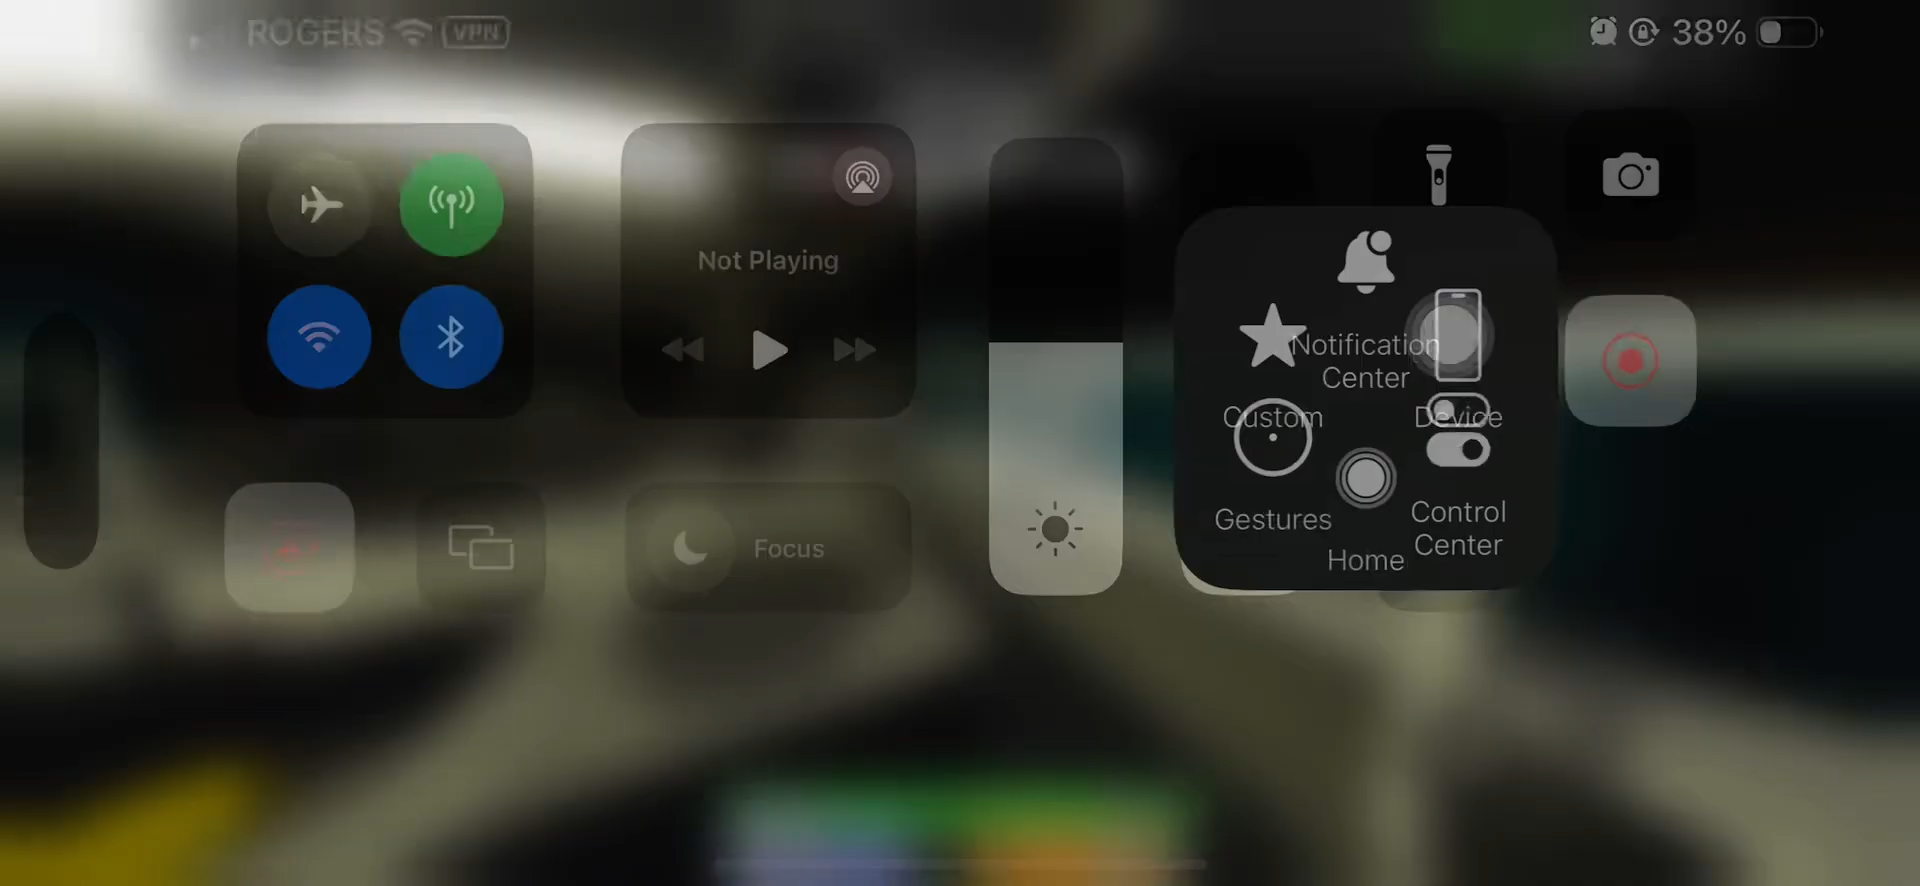 ROGERS VPN
38%
Not Playing
Notification
Center
Custom
Device
Gestures
Control
Center
Home
Focus